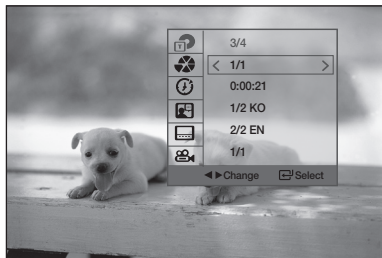 3/4
< 1/1 >
0:00:21
1/2 KO
2/2 EN
1/1
◄►Change Select